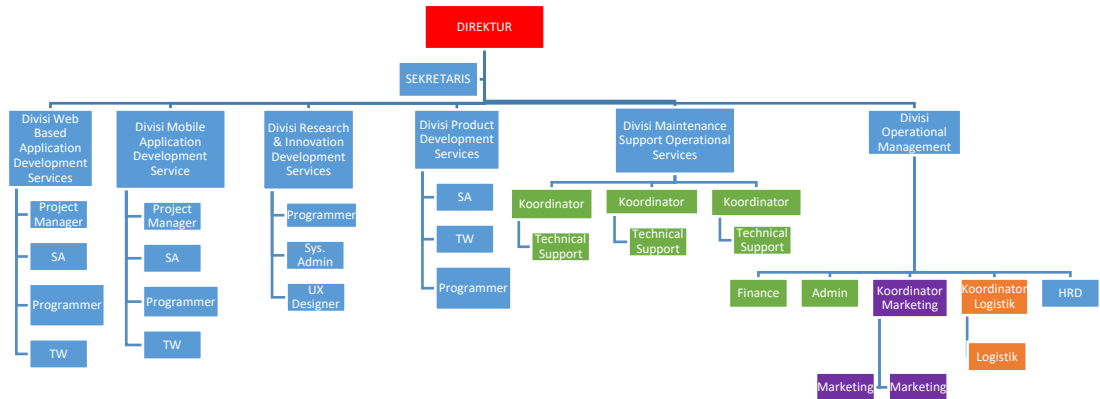 DIREKTUR
SEKRETARIS
Divisi Web
Based
Application
Development
Services
Project
Manager
SA
Programmer
TW
Divisi Mobile
Application
Development
Service
Project
Manager
SA
Programmer
TW
Divisi Research
& Innovation
Development
Services
Programmer
Sys.
Admin
UX
Designer
Divisi Product
Development
Services
SA
TW
Programmer
Divisi Maintenance
Support Operational
Services
Koordinator
Technical
Support
Koordinator
Technical
Support
Koordinator
Technical
Support
Divisi
Operational
Management
Finance
Admin
Koordinator
Marketing
Marketing
Marketing
Koordinator
Logistik
Logistik
HRD